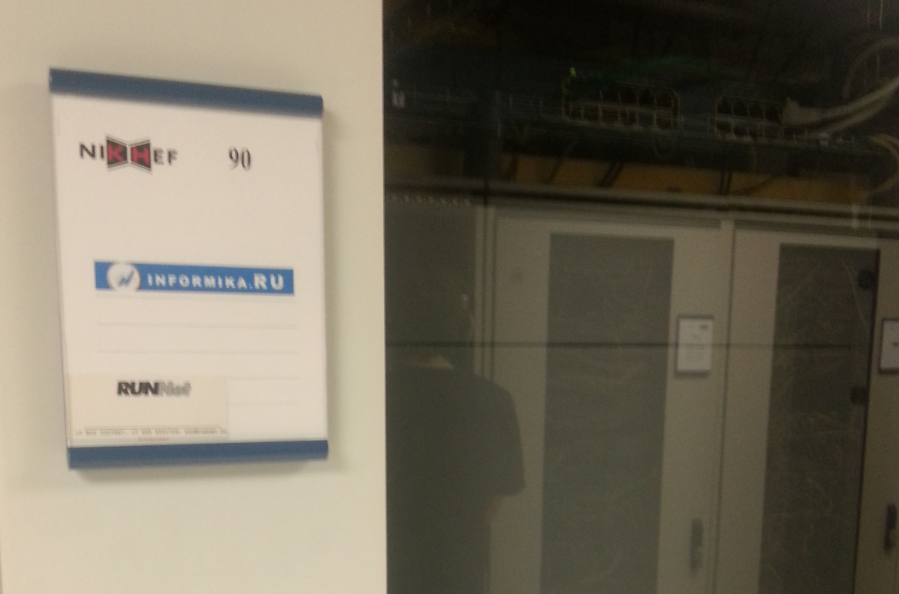 NIKHEF 90
INFORMIKA.RU
RUNNet